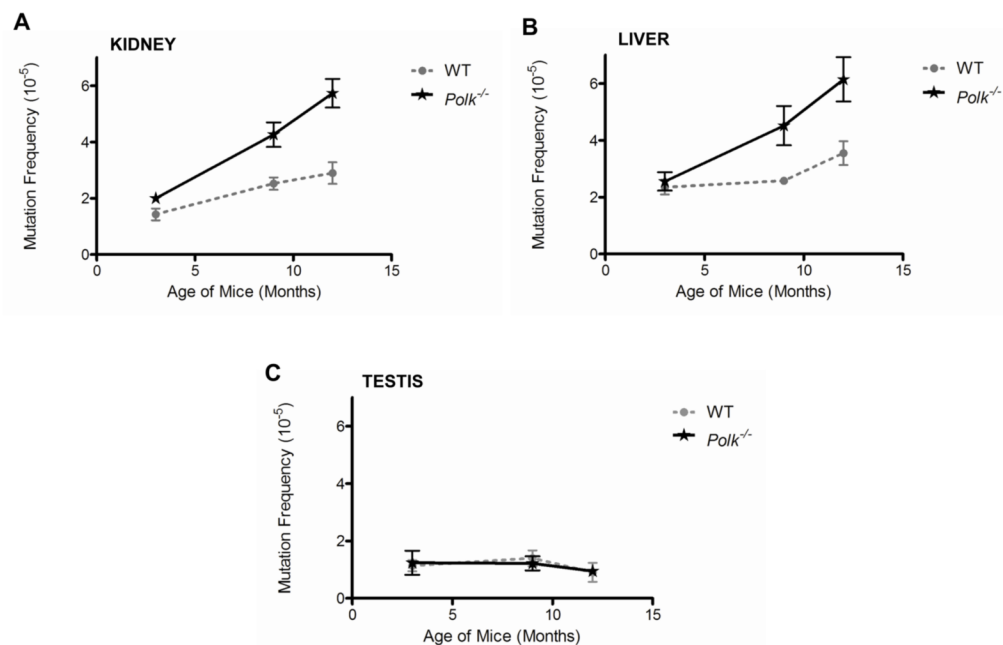 A
KIDNEY
Mutation Frequency (10⁻⁵)
6
4
2
0
0 5 10 15
Age of Mice (Months)
WT
Polk⁻/⁻
B
LIVER
Mutation Frequency (10⁻⁵)
6
4
2
0
0 5 10 15
Age of Mice (Months)
WT
Polk⁻/⁻
C
TESTIS
Mutation Frequency (10⁻⁵)
6
4
2
0
0 5 10 15
Age of Mice (Months)
WT
Polk⁻/⁻